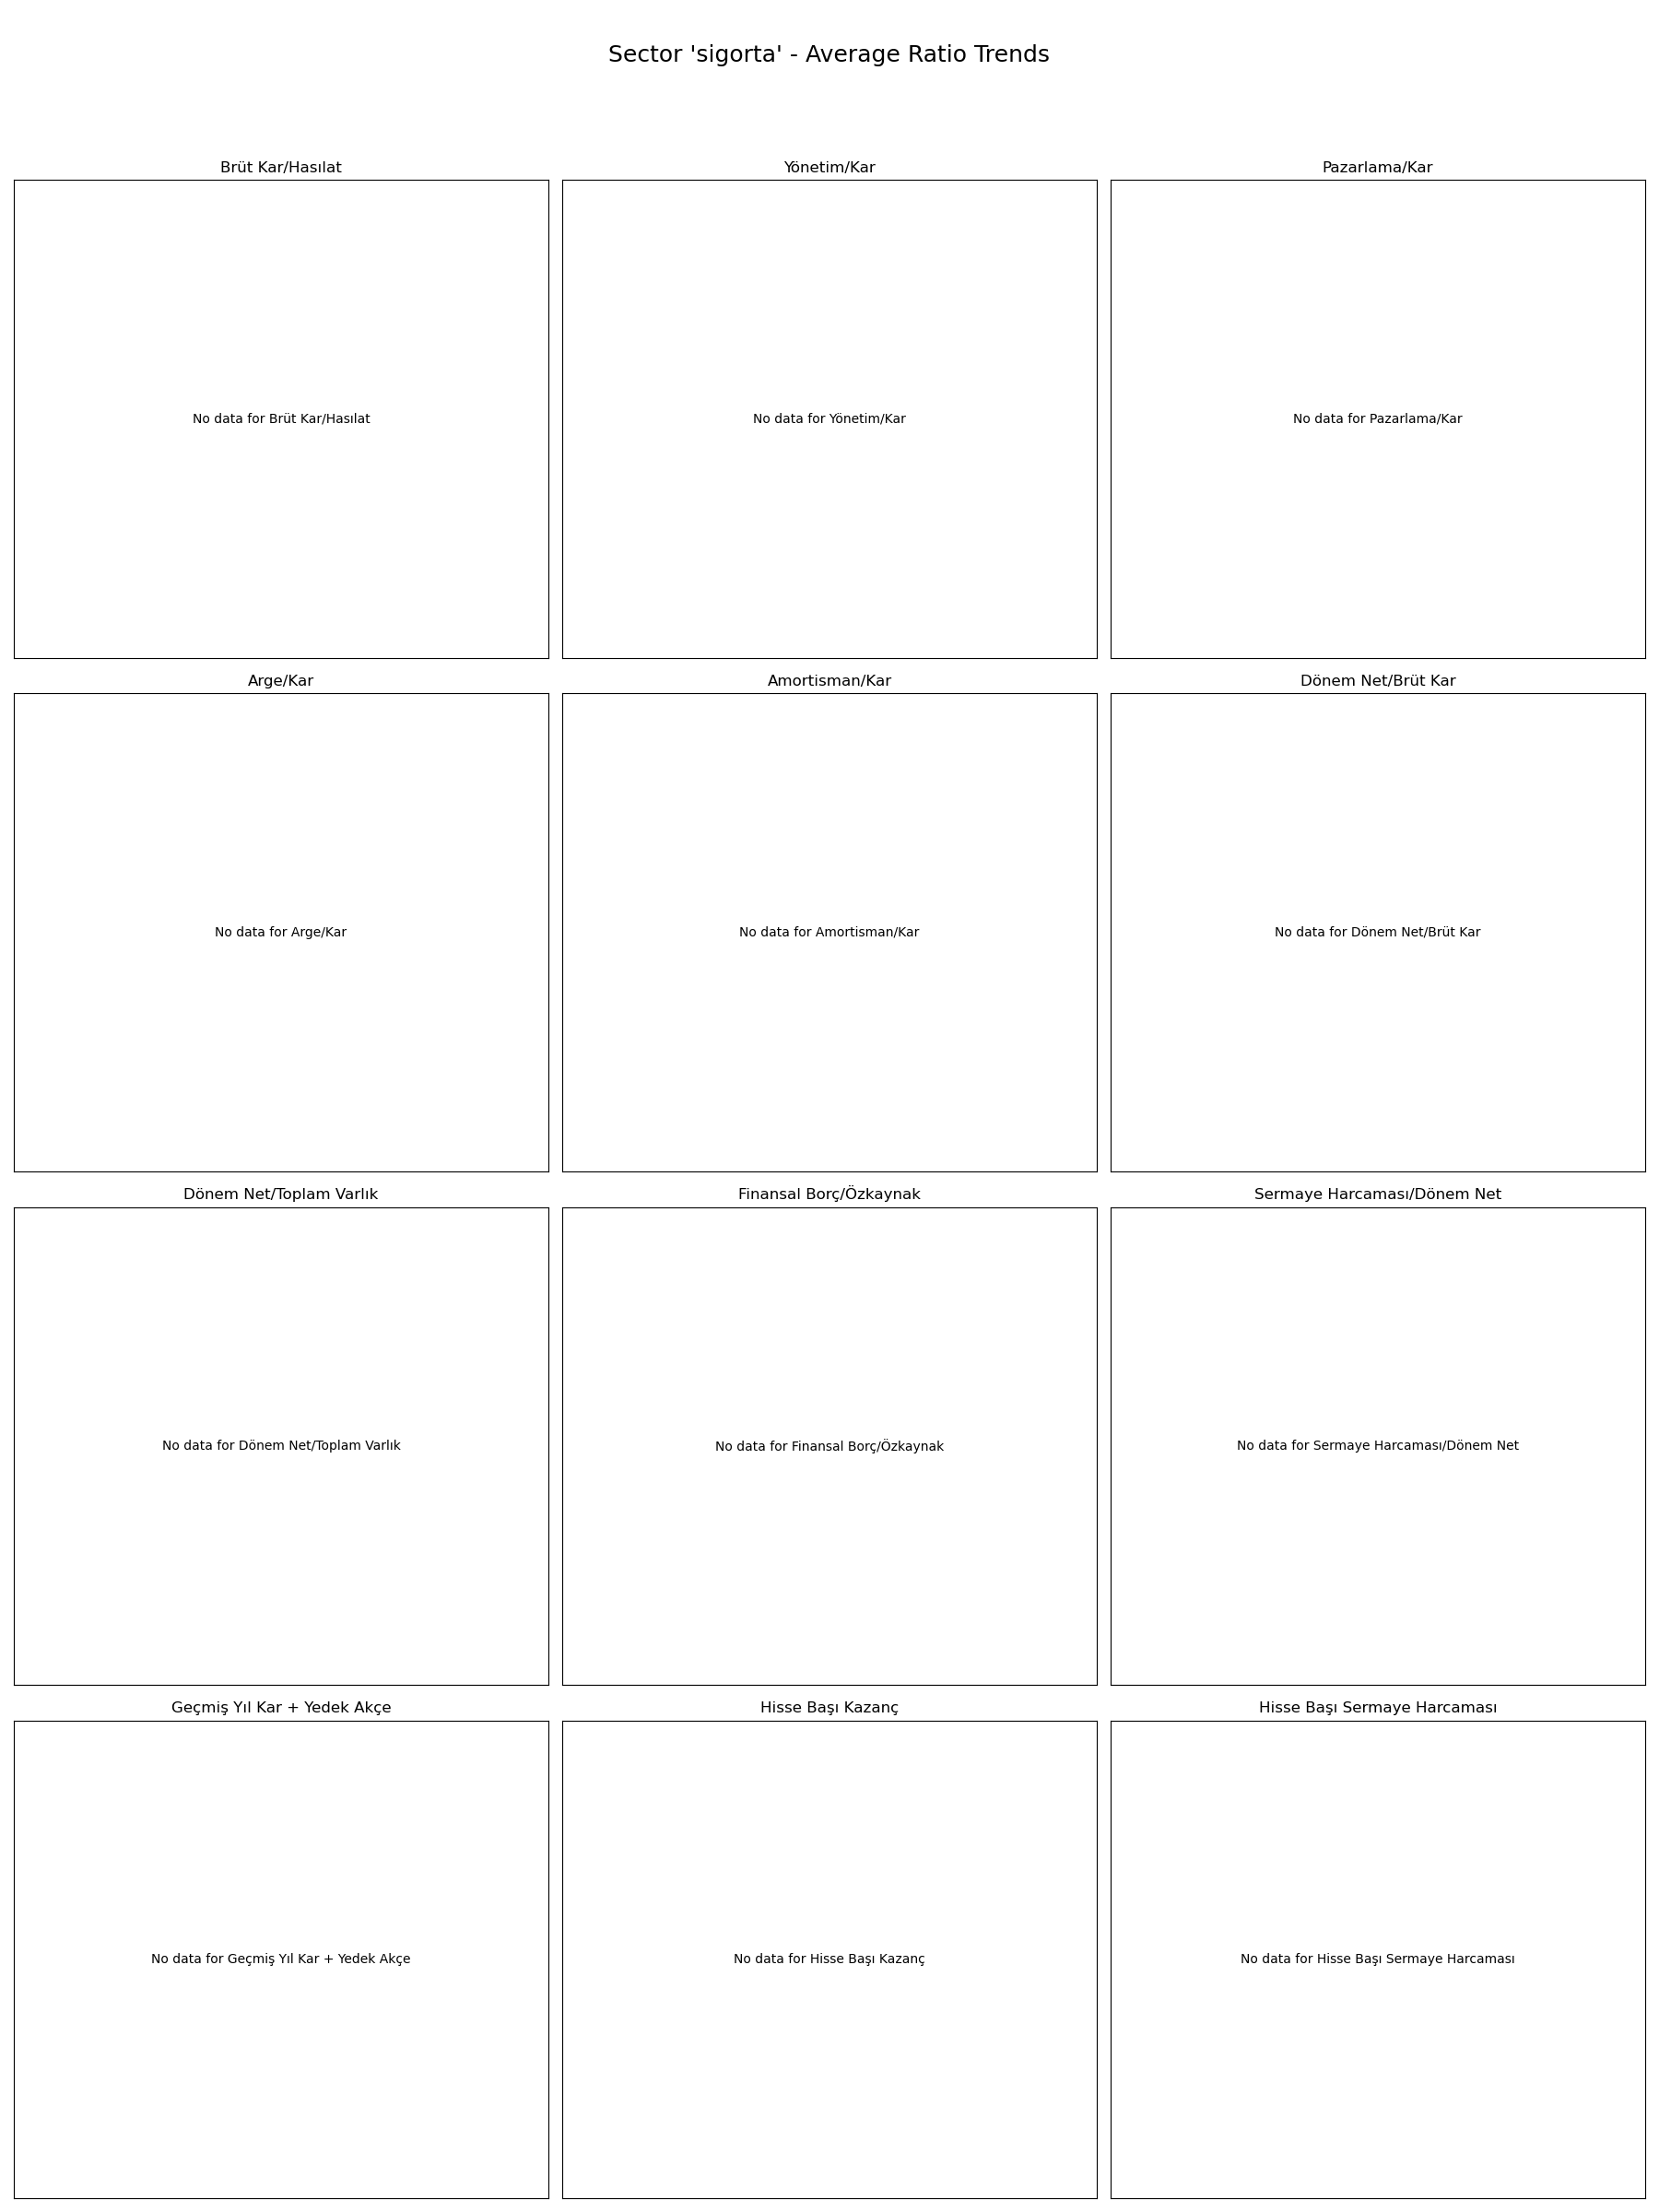 Sector 'sigorta' - Average Ratio Trends
Brüt Kar/Hasılat
Yönetim/Kar
Pazarlama/Kar
No data for Brüt Kar/Hasılat
No data for Yönetim/Kar
No data for Pazarlama/Kar
Arge/Kar
Amortisman/Kar
Dönem Net/Brüt Kar
No data for Arge/Kar
No data for Amortisman/Kar
No data for Dönem Net/Brüt Kar
Dönem Net/Toplam Varlık
Finansal Borç/Özkaynak
Sermaye Harcaması/Dönem Net
No data for Dönem Net/Toplam Varlık
No data for Finansal Borç/Özkaynak
No data for Sermaye Harcaması/Dönem Net
Geçmiş Yıl Kar + Yedek Akçe
Hisse Başı Kazanç
Hisse Başı Sermaye Harcaması
No data for Geçmiş Yıl Kar + Yedek Akçe
No data for Hisse Başı Kazanç
No data for Hisse Başı Sermaye Harcaması